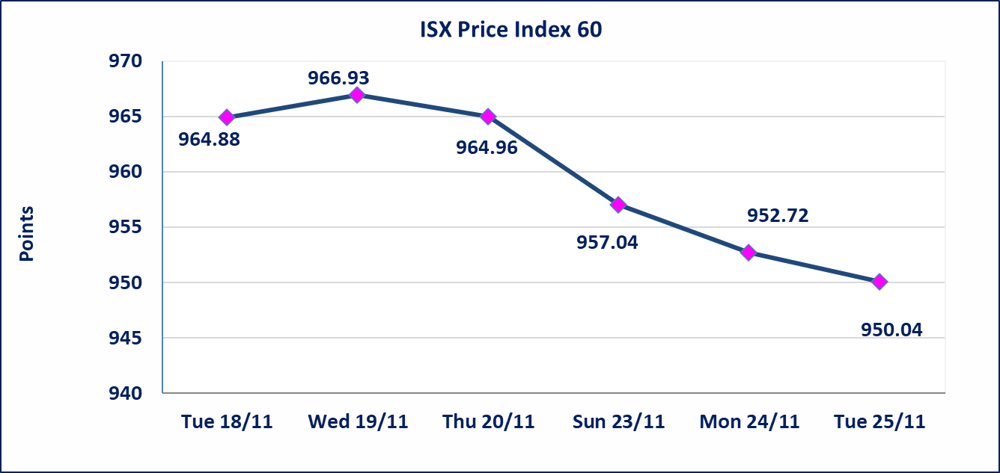 ISX Price Index 60
970
965
960
955
950
945
940
Points
964.88
966.93
964.96
957.04
952.72
950.04
Tue 18/11
Wed 19/11
Thu 20/11
Sun 23/11
Mon 24/11
Tue 25/11